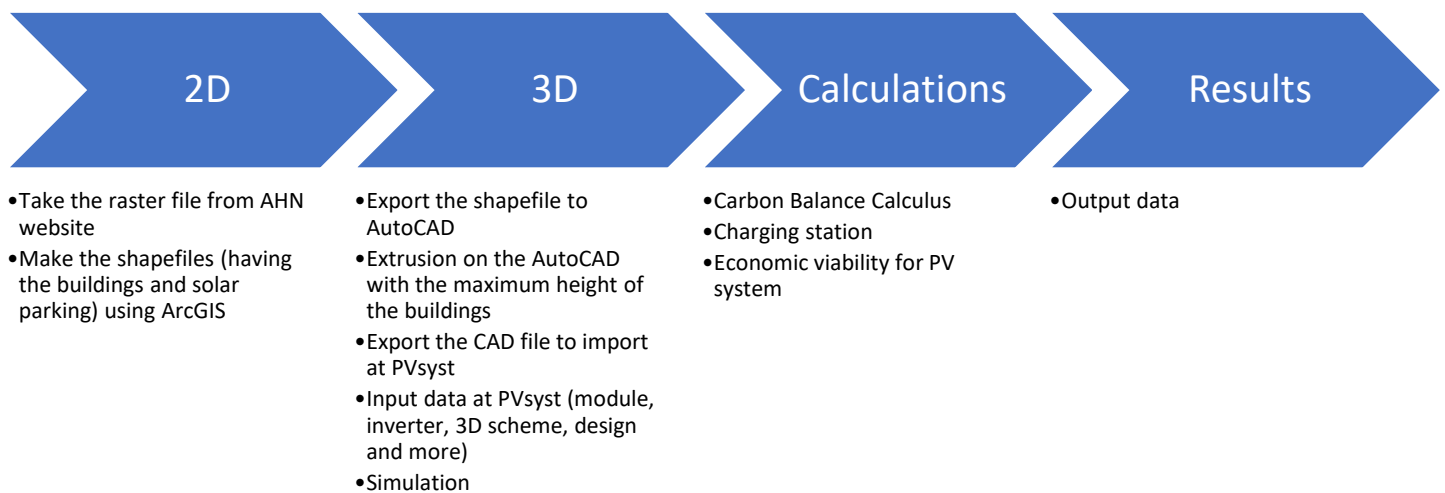 2D
•Take the raster file from AHN
website
•Make the shapefiles (having
the buildings and solar
parking) using ArcGIS
3D
•Export the shapefile to
AutoCAD
•Extrusion on the AutoCAD
with the maximum height of
the buildings
•Export the CAD file to import
at PVsyst
•Input data at PVsyst (module,
inverter, 3D scheme, design
and more)
•Simulation
Calculations
•Carbon Balance Calculus
•Charging station
•Economic viability for PV
system
Results
•Output data